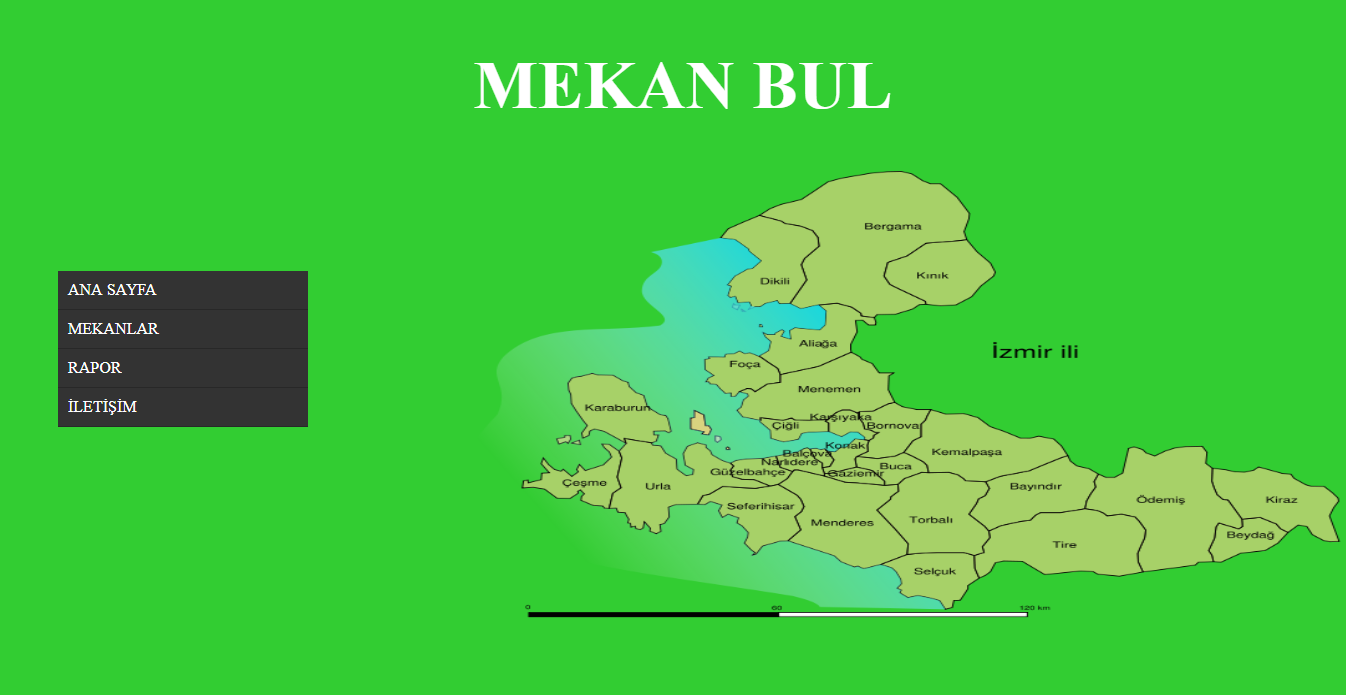 MEKAN BUL
ANA SAYFA
MEKANLAR
RAPOR
İLETİŞİM
Bergama
Kınık
Dikili
İzmir ili
Aliağa
Foça
Menemen
Karaburun
Karşıyaka
Çiğli
Bornova
Konak
Balçova
Narlıdere
Güzelbahçe
Gaziemir
Buca
Kemalpaşa
Çeşme
Urla
Bayındır
Ödemiş
Kiraz
Seferihisar
Menderes
Torbalı
Beydağ
Tire
Selçuk
0 60 120 km